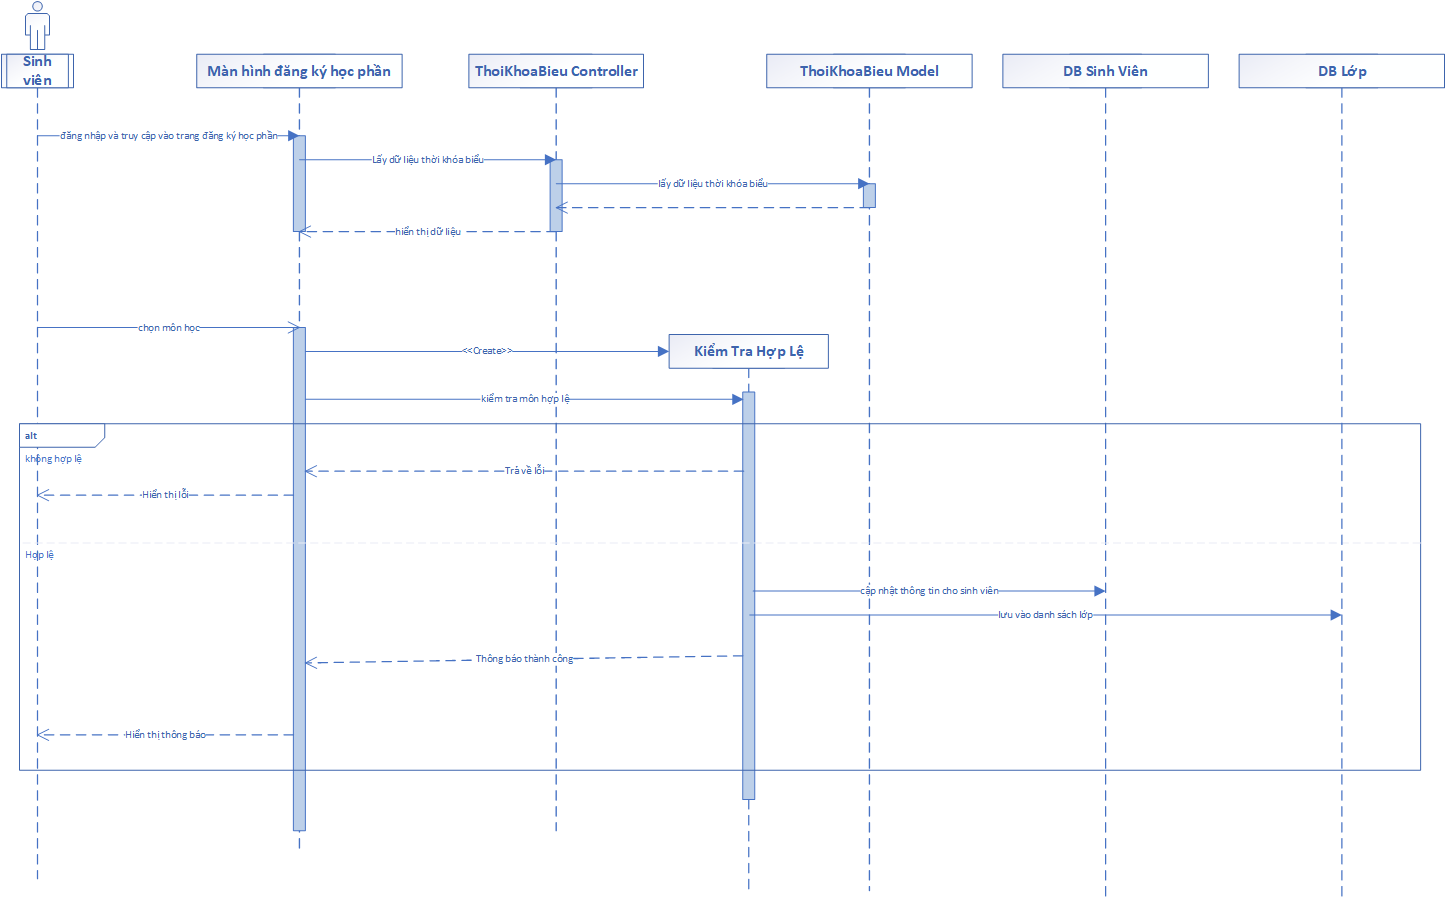 Sinh
viên
Màn hình đăng ký học phần
ThoiKhoaBieu Controller
ThoiKhoaBieu Model
DB Sinh Viên
DB Lớp
đăng nhập và truy cập vào trang đăng ký học phần
Lấy dữ liệu thời khóa biểu
lấy dữ liệu thời khóa biểu
hiển thị dữ liệu
chọn môn học
<<Create>>
Kiểm Tra Hợp Lệ
kiểm tra môn hợp lệ
alt
không hợp lệ
Trả về lỗi
Hiển thị lỗi
Hợp lệ
cập nhật thông tin cho sinh viên
lưu vào danh sách lớp
Thông báo thành công
Hiển thị thông báo